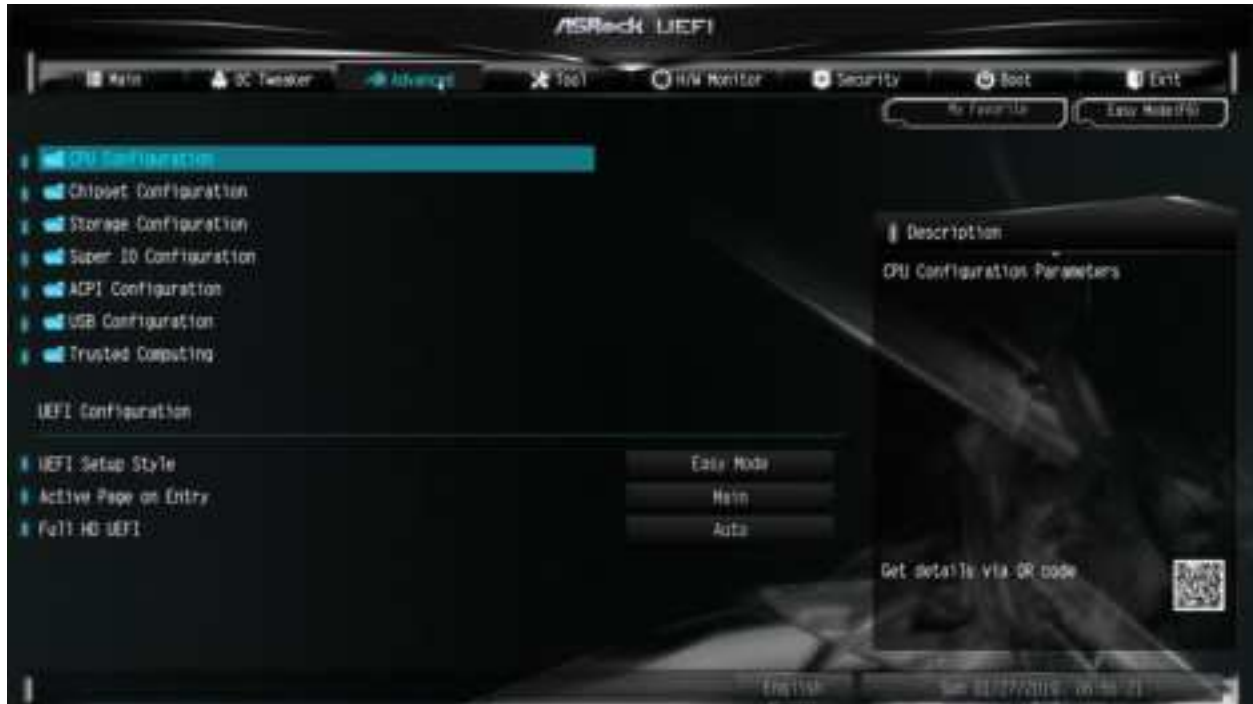 ASRock UEFI
Main
OC Tweaker
Advanced
Tool
H/W Monitor
Security
Boot
Exit
My Favorite
Easy Mode(F6)
CPU Configuration
Chipset Configuration
Storage Configuration
Super IO Configuration
ACPI Configuration
USB Configuration
Trusted Computing
UEFI Configuration
UEFI Setup Style
Easy Mode
Active Page on Entry
Main
Full HD UEFI
Auto
Description
CPU Configuration Parameters
Get details via QR code
English
Sun